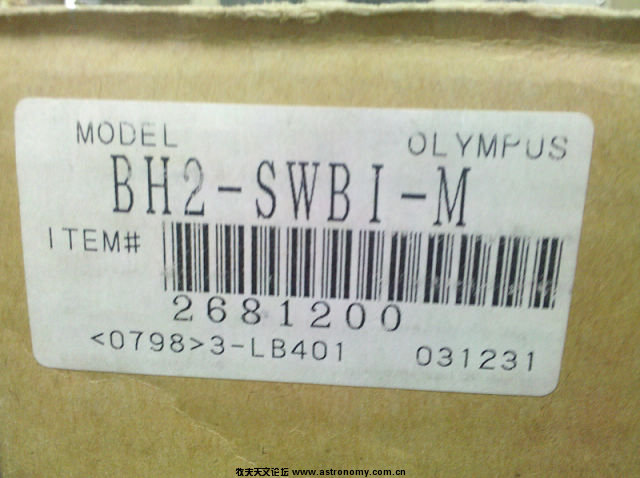 MODEL OLYMPUS
BH2-SWBI-M
ITEM#
2681200
<0798>3-LB401 031231
牧夫天文论坛 www.astronomy.com.cn